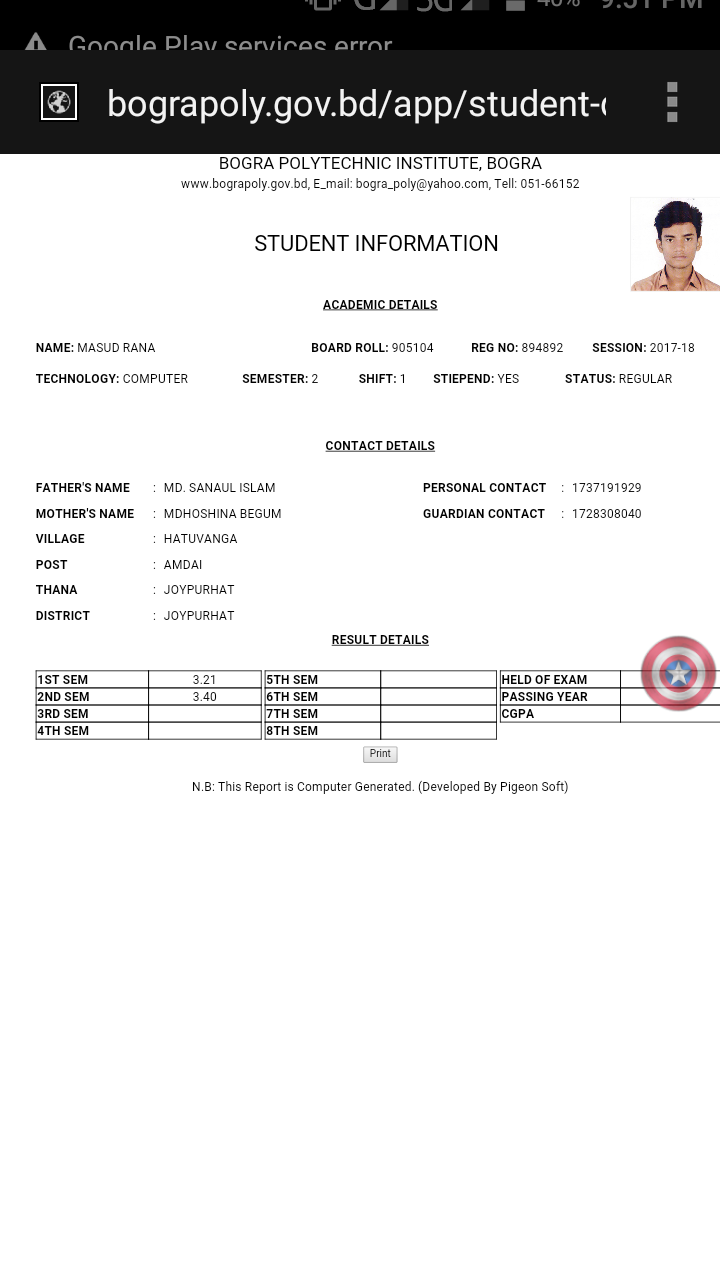 9:51 PM
Google Play services error
bograpoly.gov.bd/app/student-
BOGRA POLYTECHNIC INSTITUTE, BOGRA
www.bograpoly.gov.bd, E_mail: bogra_poly@yahoo.com, Tell: 051-66152
STUDENT INFORMATION
ACADEMIC DETAILS
NAME: MASUD RANA BOARD ROLL: 905104 REG NO: 894892 SESSION: 2017-18
TECHNOLOGY: COMPUTER SEMESTER: 2 SHIFT: 1 STIEPEND: YES STATUS: REGULAR
CONTACT DETAILS
FATHER'S NAME : MD. SANAUL ISLAM PERSONAL CONTACT : 1737191929
MOTHER'S NAME : MDHOSHINA BEGUM GUARDIAN CONTACT : 1728308040
VILLAGE : HATUVANGA
POST : AMDAI
THANA : JOYPURHAT
DISTRICT : JOYPURHAT
RESULT DETAILS
1ST SEM 3.21 5TH SEM HELD OF EXAM
2ND SEM 3.40 6TH SEM PASSING YEAR
3RD SEM 7TH SEM CGPA
4TH SEM 8TH SEM
Print
N.B: This Report is Computer Generated. (Developed By Pigeon Soft)